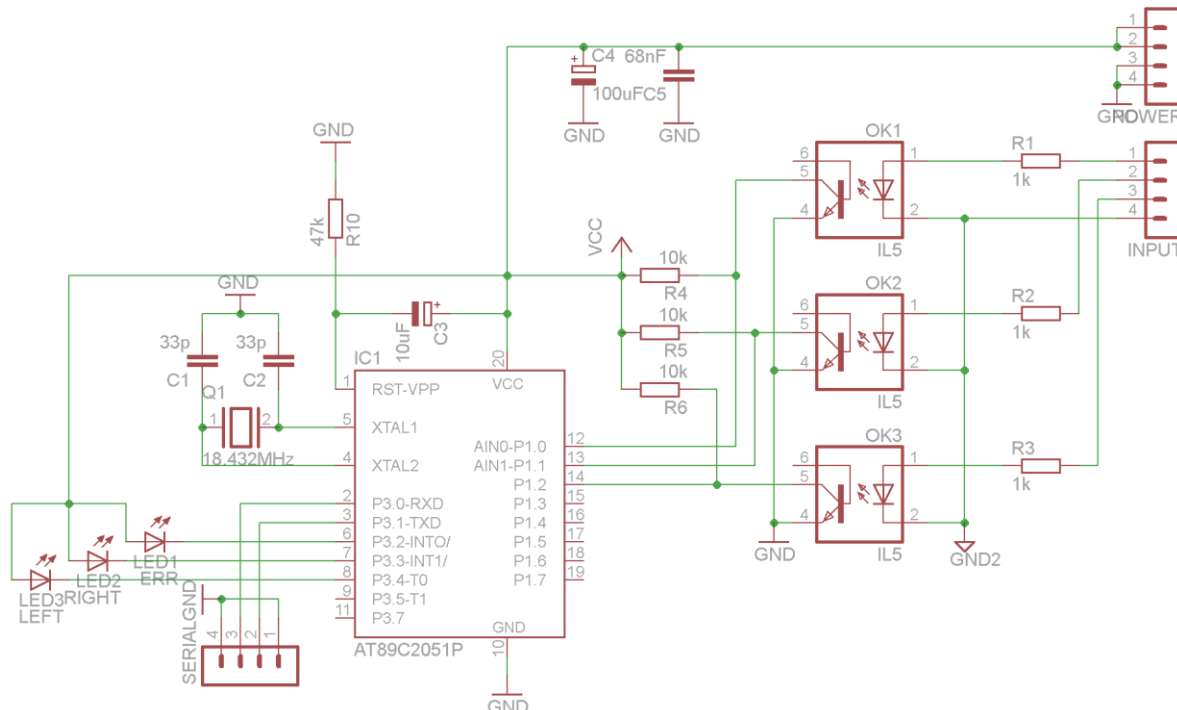 1
2
3
4
GND
POWER
C4
68nF
100uF
C5
GND
GND
GND
47k
R10
VCC
10k
R4
10k
R5
10k
R6
GND
33p
33p
C1
C2
Q1
1
2
18.432MHz
10uF
C3
IC1
20
VCC
1
RST-VPP
5
XTAL1
4
XTAL2
2
P3.0-RXD
3
P3.1-TXD
6
P3.2-INTO/
7
P3.3-INT1/
8
P3.4-T0
9
P3.5-T1
11
P3.7
AIN0-P1.0
12
AIN1-P1.1
13
P1.2
14
P1.3
15
P1.4
16
P1.5
17
P1.6
18
P1.7
19
GND
10
AT89C2051P
GND
OK1
6
5
4
1
2
IL5
OK2
6
5
4
1
2
IL5
OK3
6
5
4
1
2
IL5
GND
GND2
R1
1k
R2
1k
R3
1k
1
2
3
4
INPUT
LED1
ERR
LED2
RIGHT
LED3
LEFT
SERIAL
GND
4
3
2
1